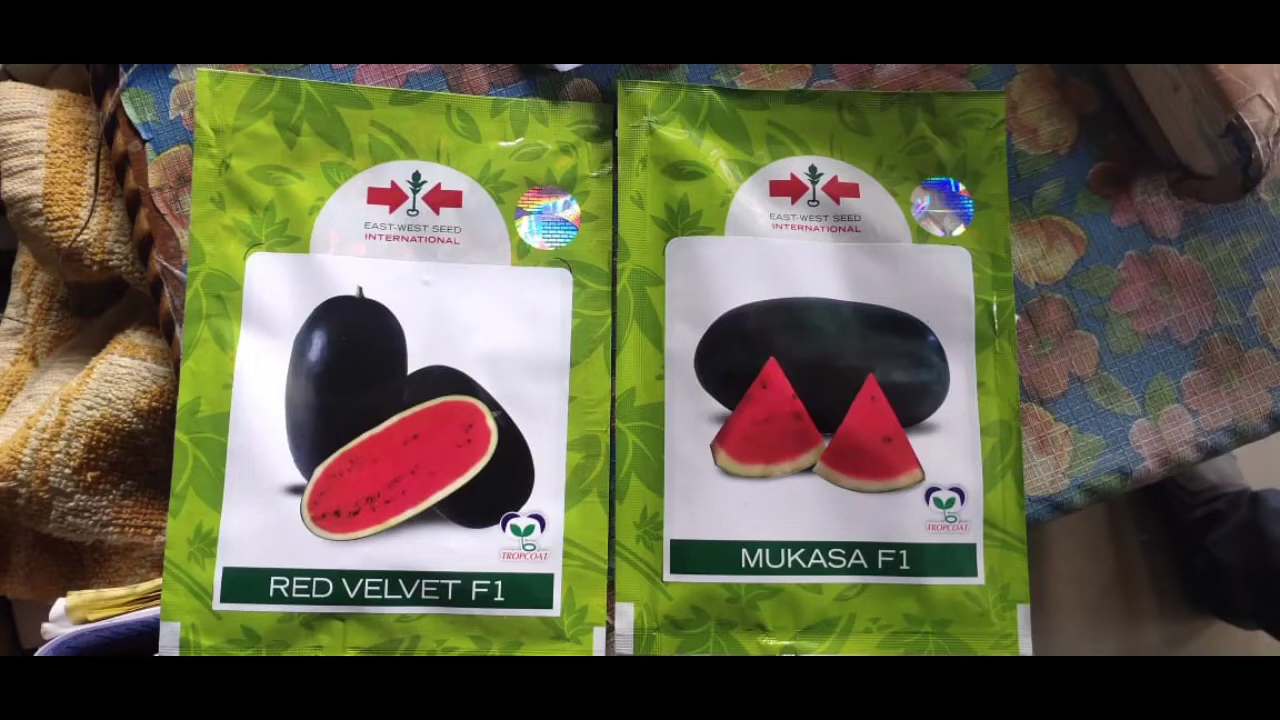 EAST-WEST SEED
INTERNATIONAL
TROPCOAT
RED VELVET F1
EAST-WEST SEED
INTERNATIONAL
TROPCOAT
MUKASA F1